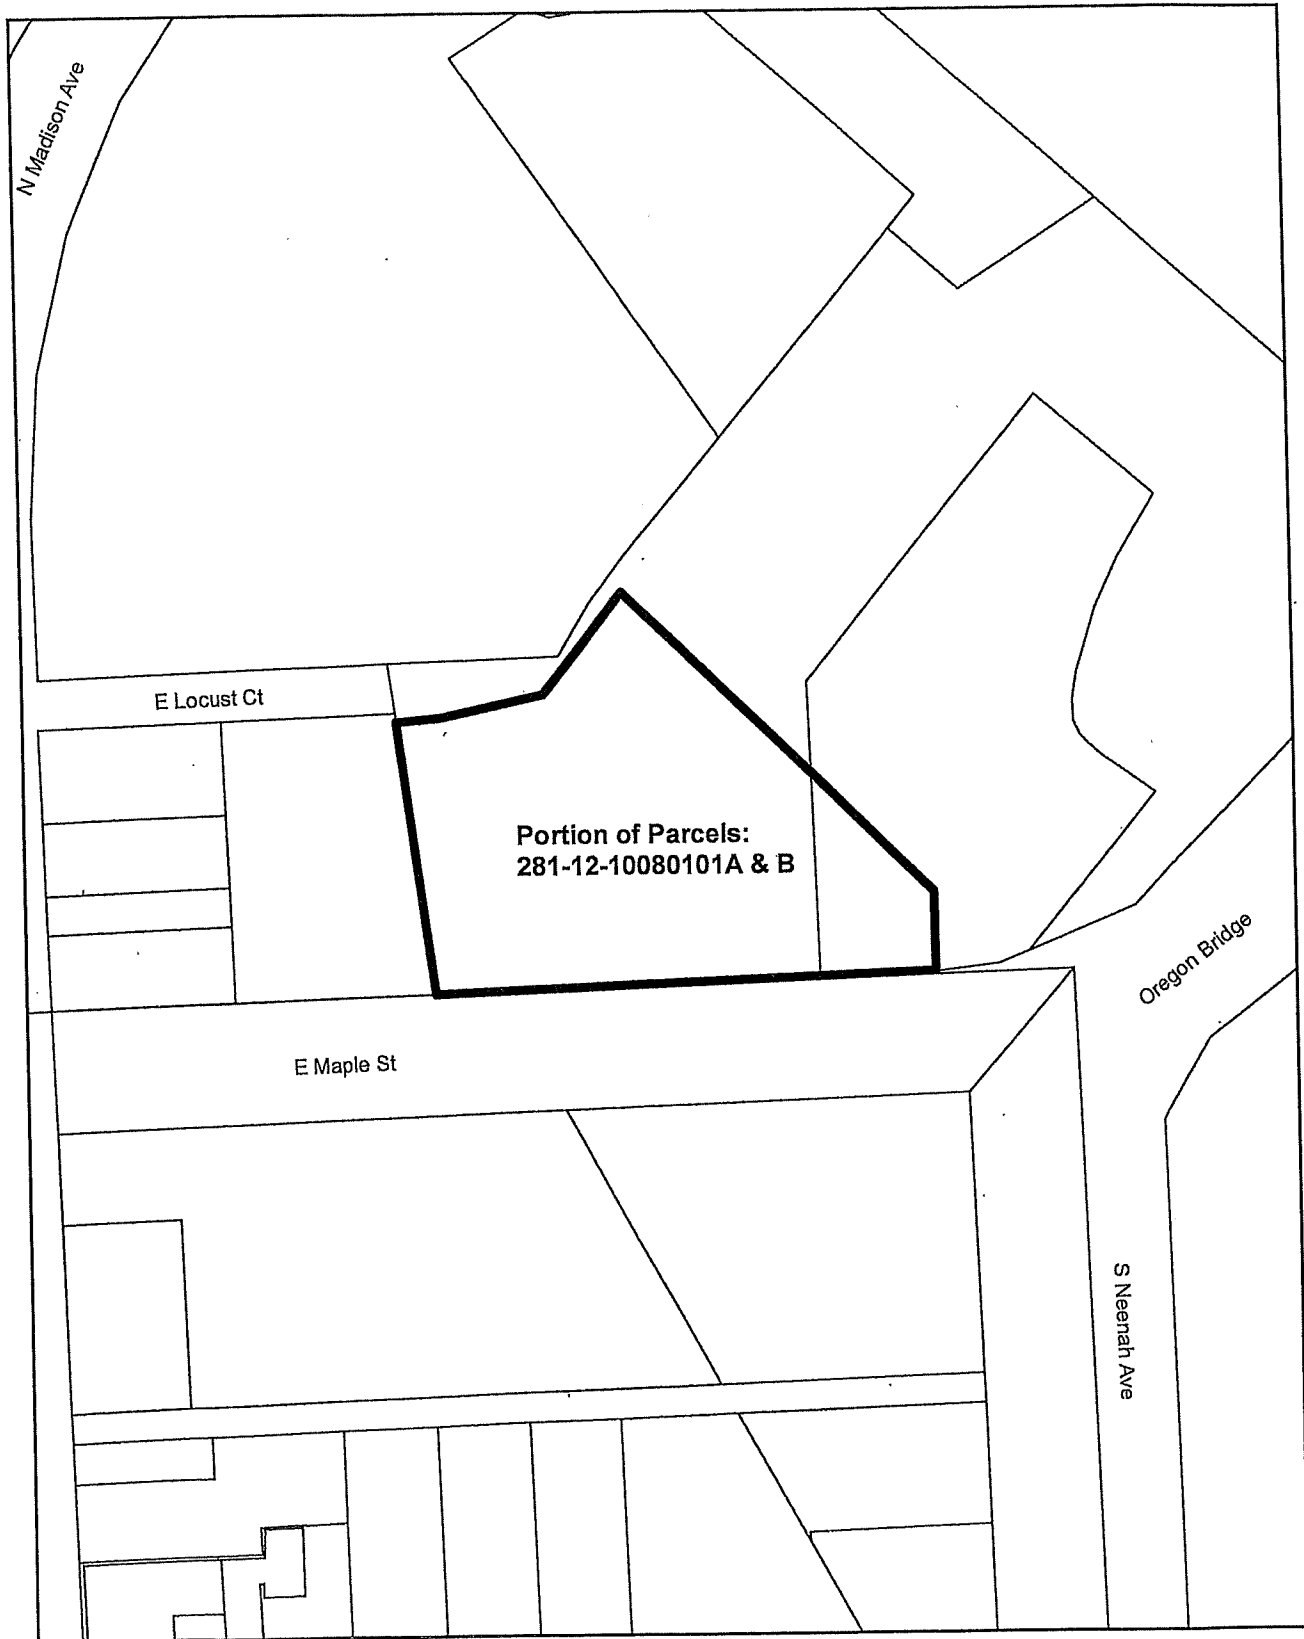 N Madison Ave
E Locust Ct
Portion of Parcels:
281-12-10080101A & B
Oregon Bridge
E Maple St
S Neenah Ave